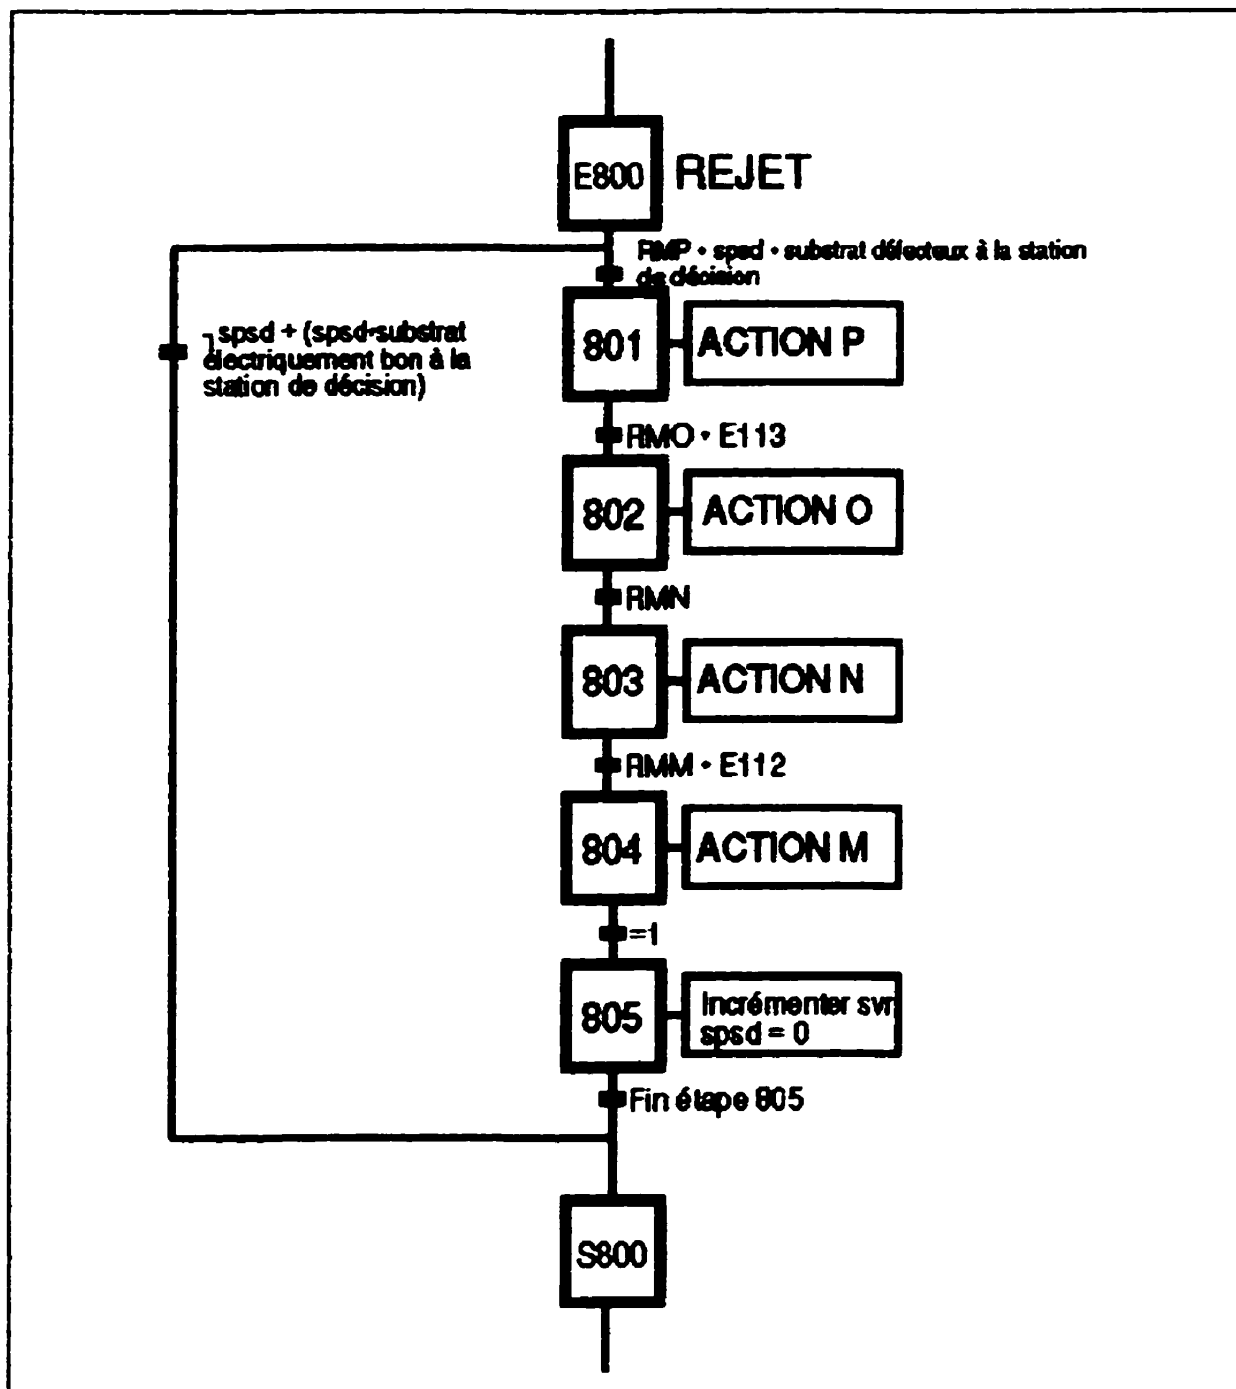 E800 REJET
RMP • spsd • substrat défecteux à la station
de décision
¬spsd + (spsd•substrat
électriquement bon à la
station de décision)
801 ACTION P
RMO • E113
802 ACTION O
RMN
803 ACTION N
RMM • E112
804 ACTION M
=1
805 Incrémenter svr
spsd = 0
Fin étape 805
S800